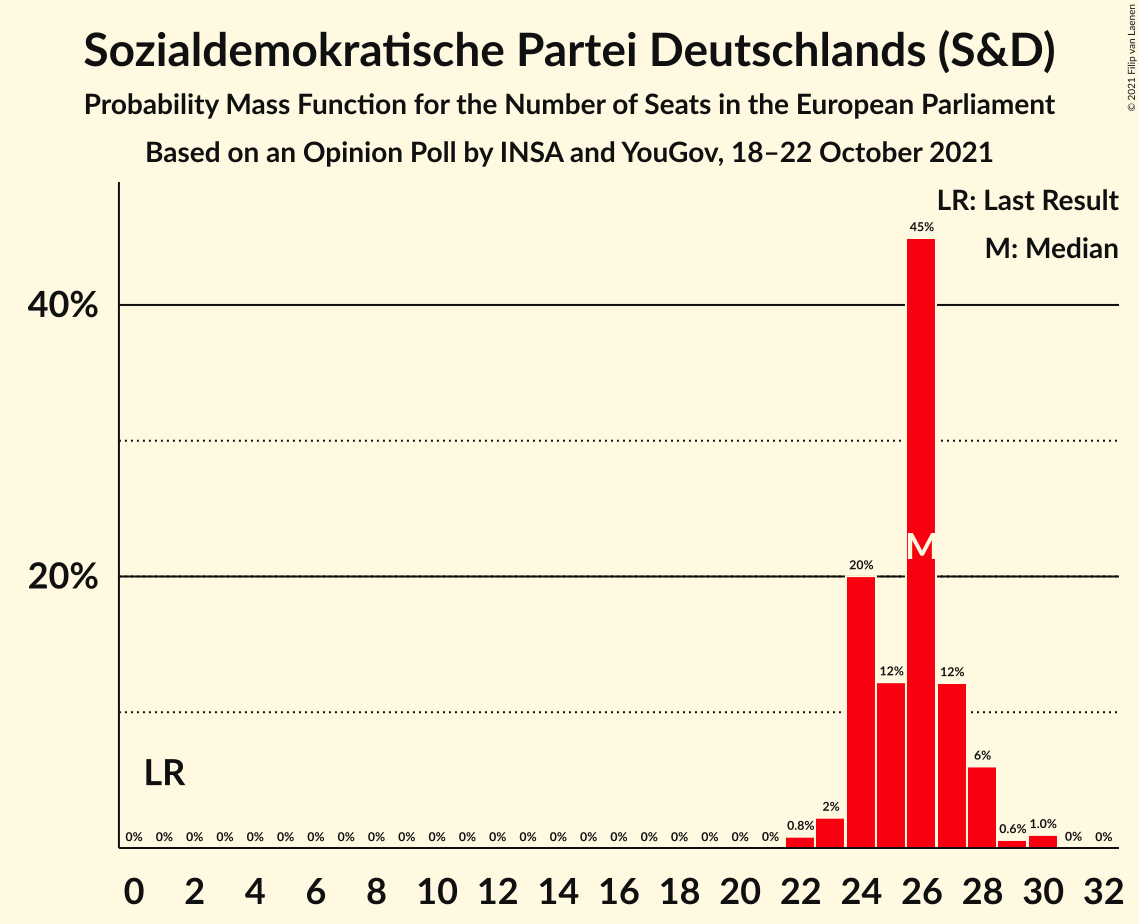 Sozialdemokratische Partei Deutschlands (S&D)
Probability Mass Function for the Number of Seats in the European Parliament
Based on an Opinion Poll by INSA and YouGov, 18–22 October 2021
© 2021 Filip van Laenen
LR: Last Result
M: Median
45%
40%
M
20%
20%
12% 12%
6%
LR
0% 0% 0% 0% 0% 0% 0% 0% 0% 0% 0% 0% 0% 0% 0% 0% 0% 0% 0% 0% 0% 0% 0.8% 2% 0.6% 1.0% 0% 0%
0 2 4 6 8 10 12 14 16 18 20 22 24 26 28 30 32